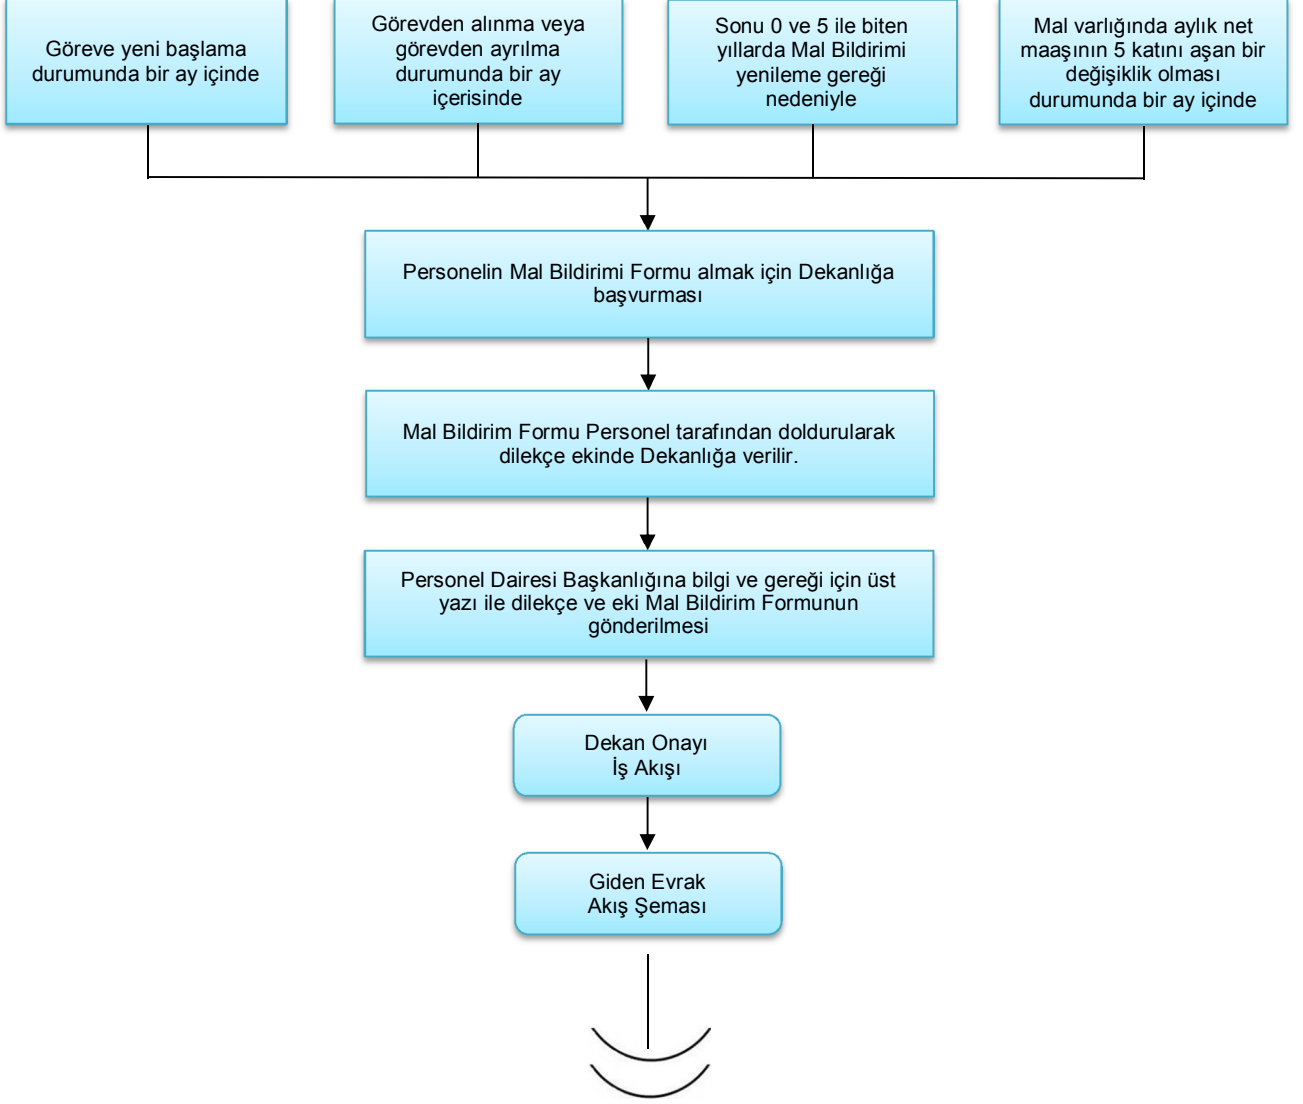 Göreve yeni başlama
durumunda bir ay içinde
Görevden alınma veya
görevden ayrılma
durumunda bir ay
içerisinde
Sonu 0 ve 5 ile biten
yıllarda Mal Bildirimi
yenileme gereği
nedeniyle
Mal varlığında aylık net
maaşının 5 katını aşan bir
değişiklik olması
durumunda bir ay içinde
Personelin Mal Bildirimi Formu almak için Dekanlığa
başvurması
Mal Bildirim Formu Personel tarafından doldurularak
dilekçe ekinde Dekanlığa verilir.
Personel Dairesi Başkanlığına bilgi ve gereği için üst
yazı ile dilekçe ve eki Mal Bildirim Formunun
gönderilmesi
Dekan Onayı
İş Akışı
Giden Evrak
Akış Şeması